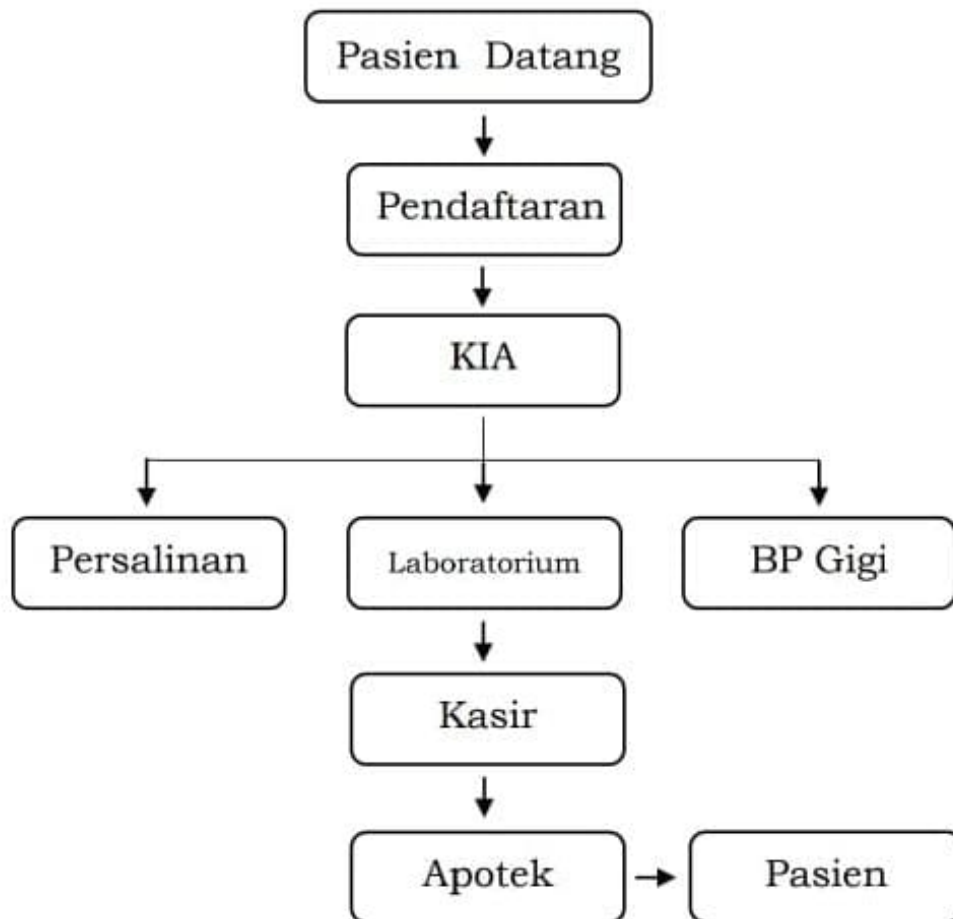 Pasien Datang
Pendaftaran
KIA
Persalinan
Laboratorium
BP Gigi
Kasir
Apotek
Pasien